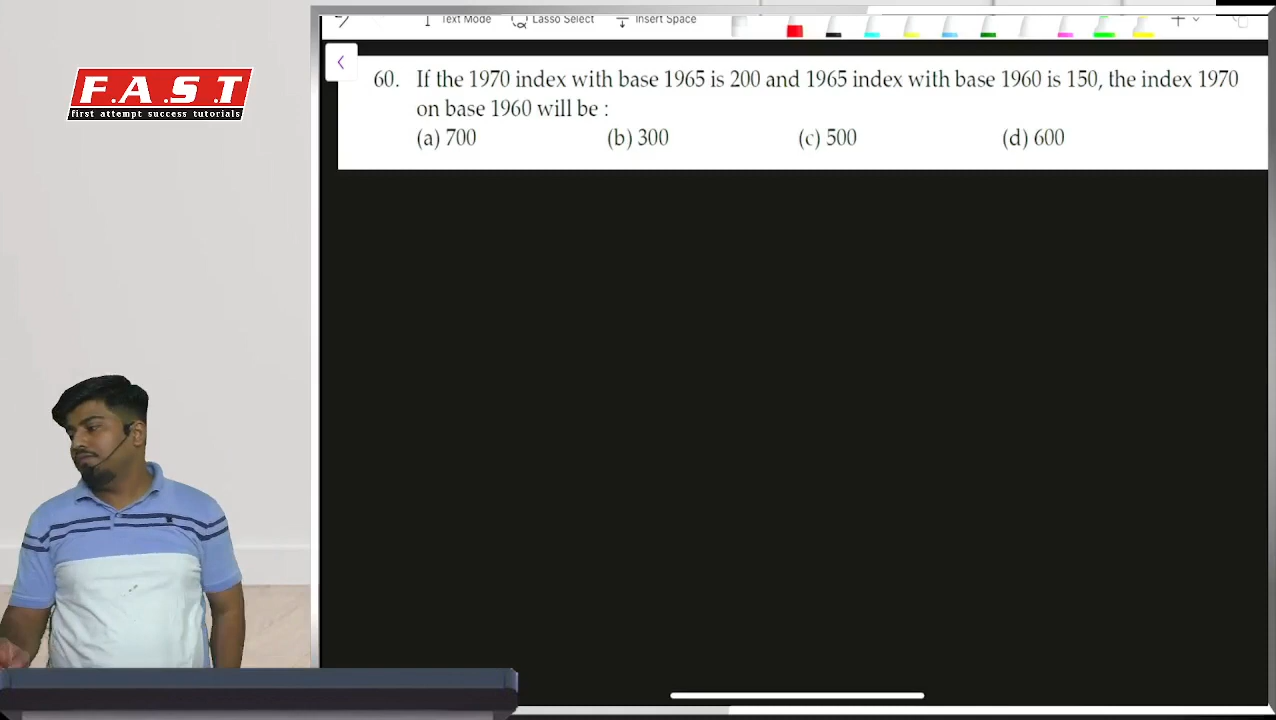 Text Mode
Lasso Select
Insert Space
F.A.S.T
first attempt success tutorials
60. If the 1970 index with base 1965 is 200 and 1965 index with base 1960 is 150, the index 1970
on base 1960 will be :
(a) 700 (b) 300 (c) 500 (d) 600